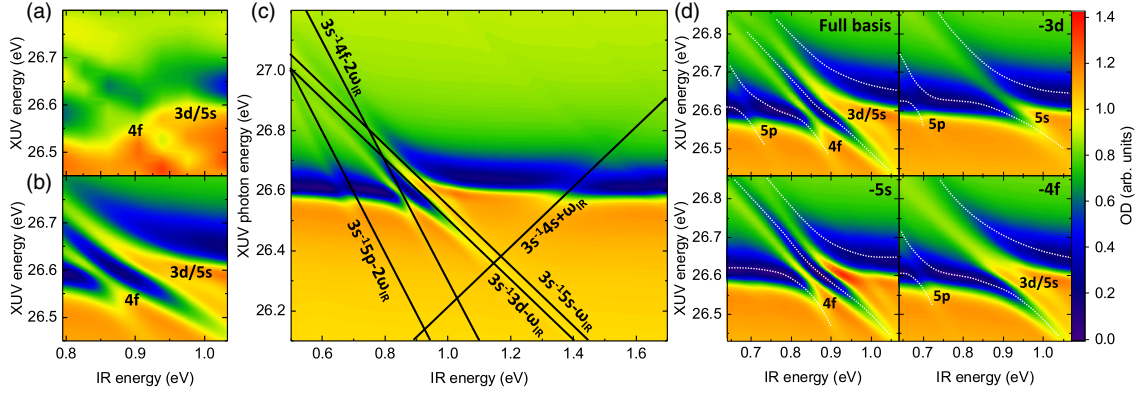 (a)
XUV energy (eV)
26.7
26.6
26.5
4f
3d/5s
(b)
XUV energy (eV)
26.7
26.6
26.5
4f
3d/5s
0.8
0.9
1.0
IR energy (eV)
(c)
XUV photon energy (eV)
27.0
26.8
26.6
26.4
26.2
3s⁻¹4f-2ωIR
3s⁻¹5p-2ωIR
3s⁻¹4s+ωIR
3s⁻¹5s-ωIR
3s⁻¹3d-ωIR
0.6
0.8
1.0
1.2
1.4
1.6
IR energy (eV)
(d)
XUV energy (eV)
26.8
26.7
26.6
26.5
Full basis
5p
4f
3d/5s
-3d
5p
5s
XUV energy (eV)
26.8
26.7
26.6
26.5
-5s
4f
-4f
5p
3d/5s
0.7
0.8
0.9
1.0
IR energy (eV)
0.7
0.8
0.9
1.0
IR energy (eV)
1.4
1.2
1.0
0.8
0.6
0.4
0.2
0.0
OD (arb. units)